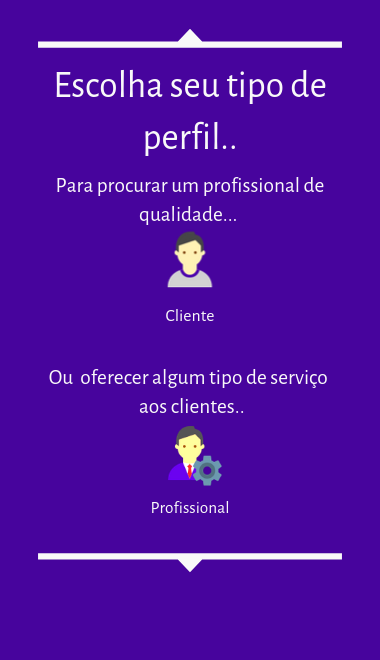 Escolha seu tipo de
perfil..
Para procurar um profissional de
qualidade...
Cliente
Ou  oferecer algum tipo de serviço
aos clientes..
Profissional